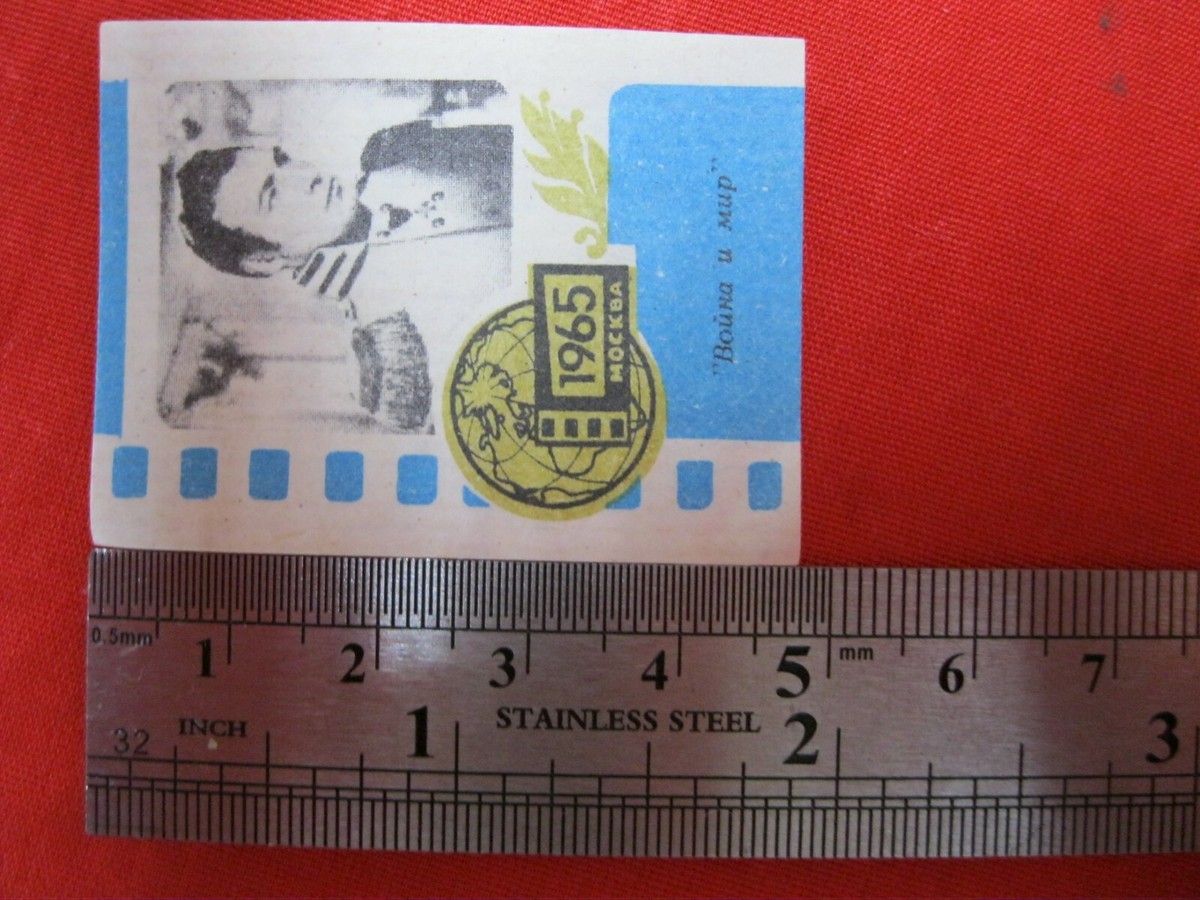 "Война и мир"
1965
МОСКВА
0.5mm
1 2 3 4 5 mm 6 7
INCH 1 STAINLESS STEEL 2 3
32